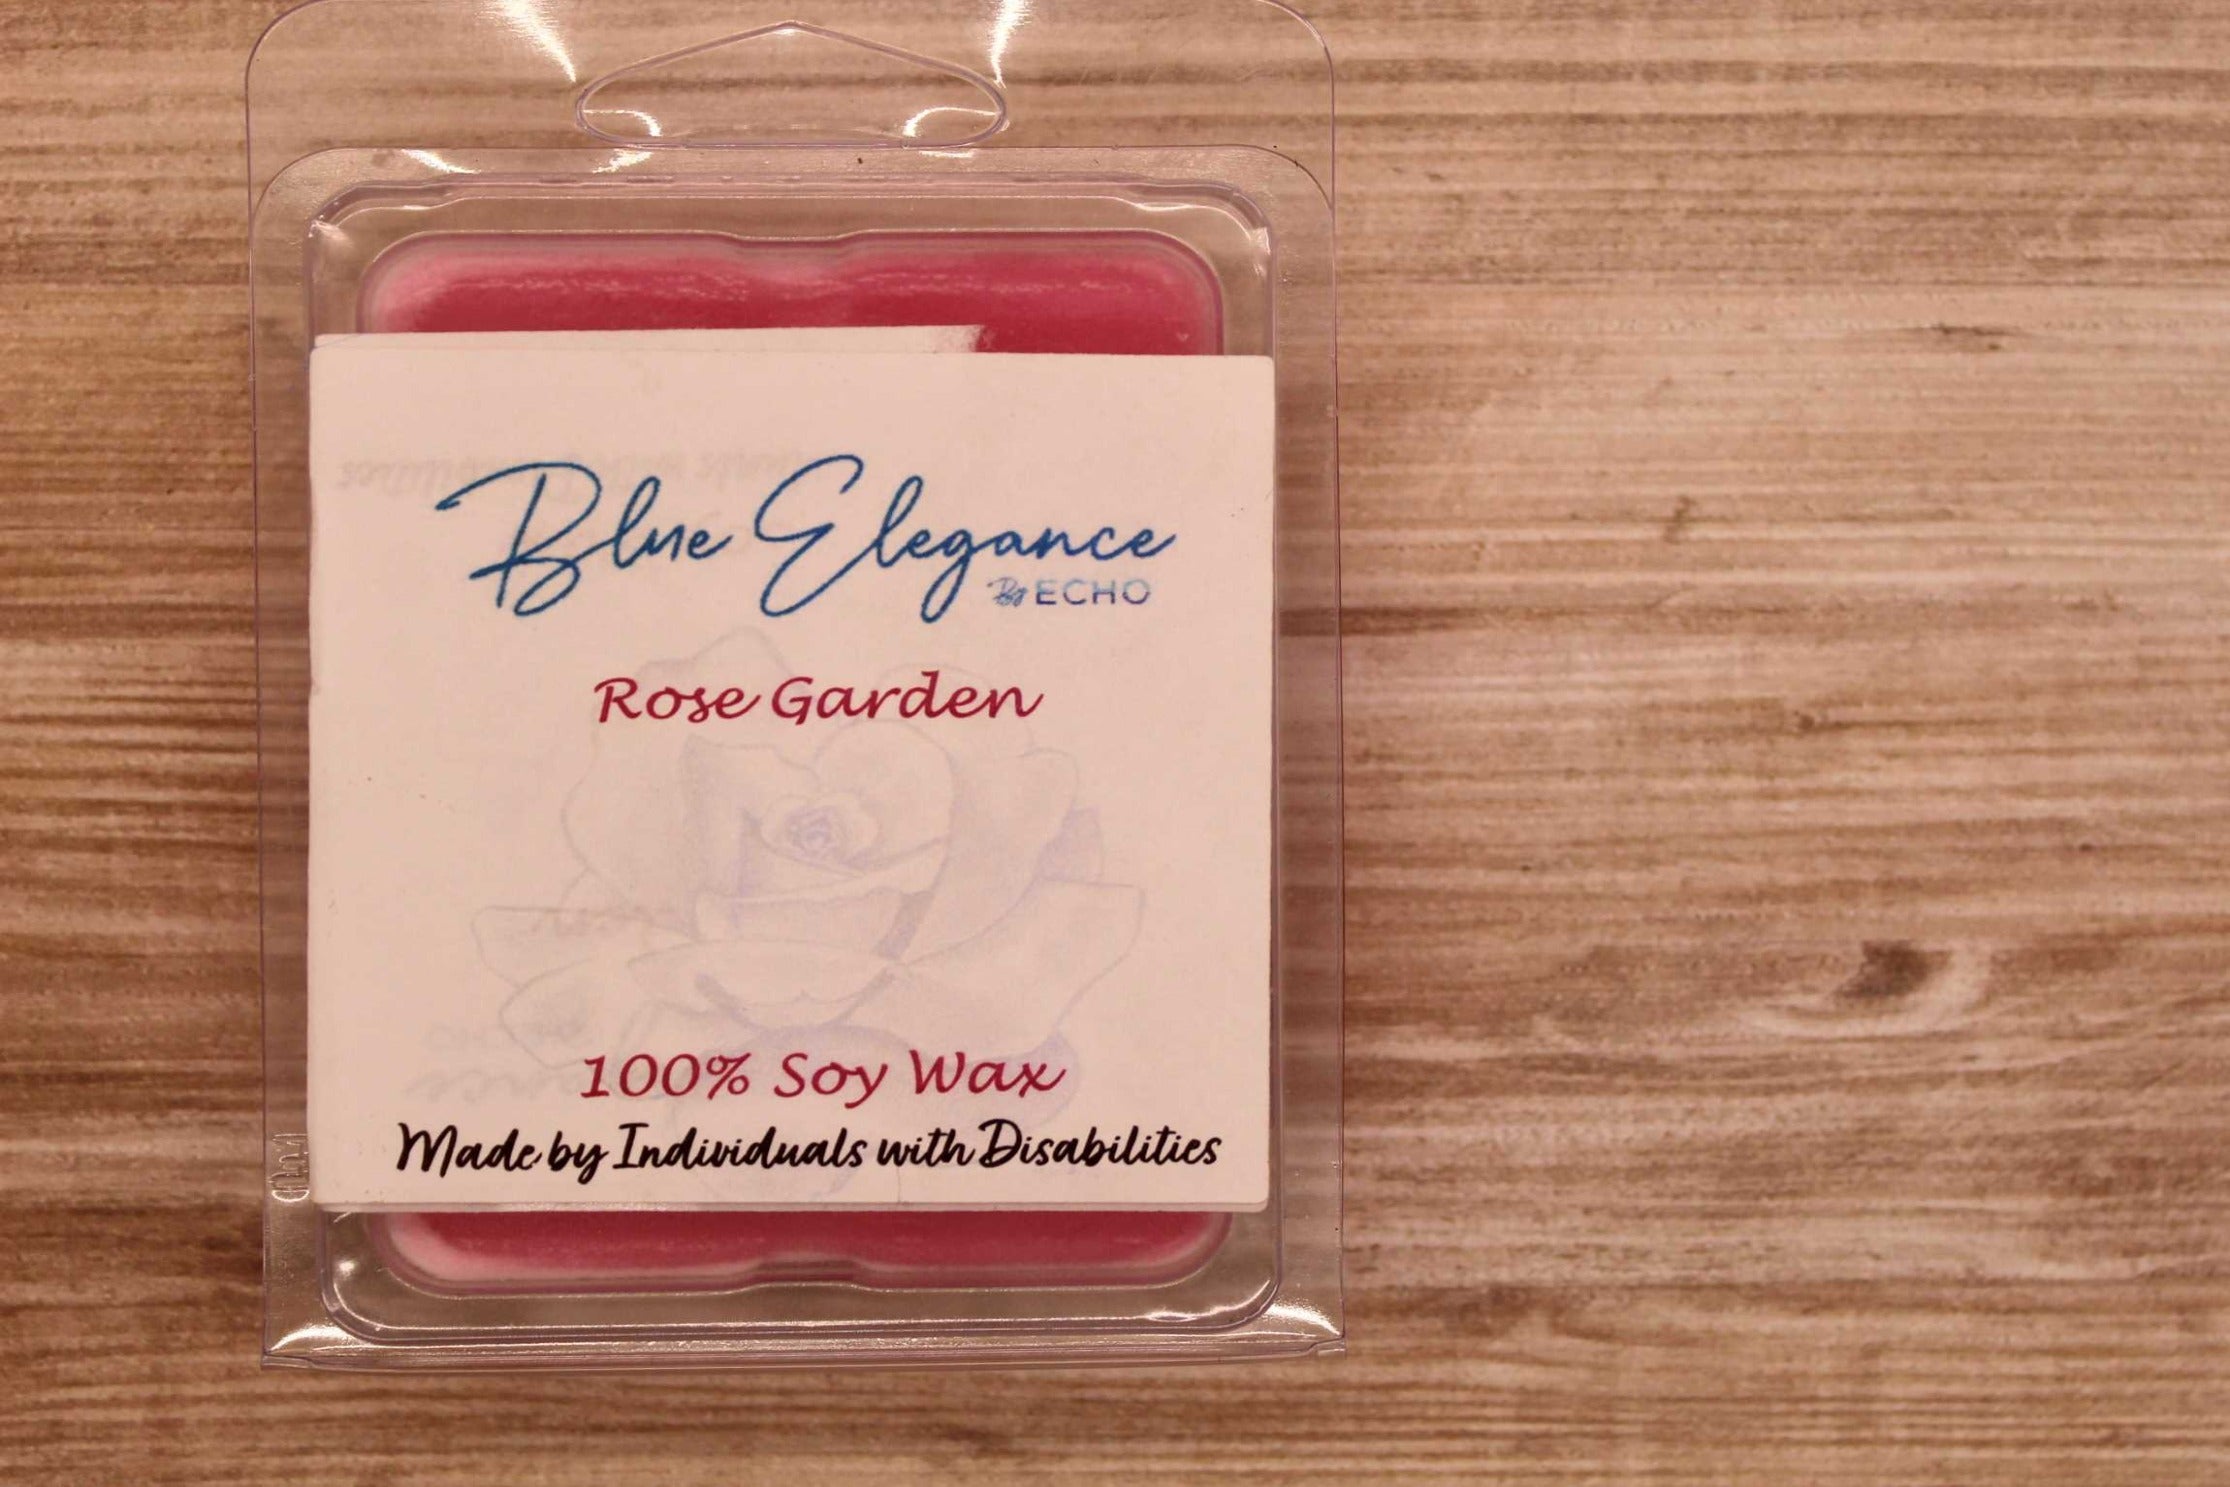 Blue Elegance
By ECHO
Rose Garden
100% Soy Wax
Made by Individuals with Disabilities